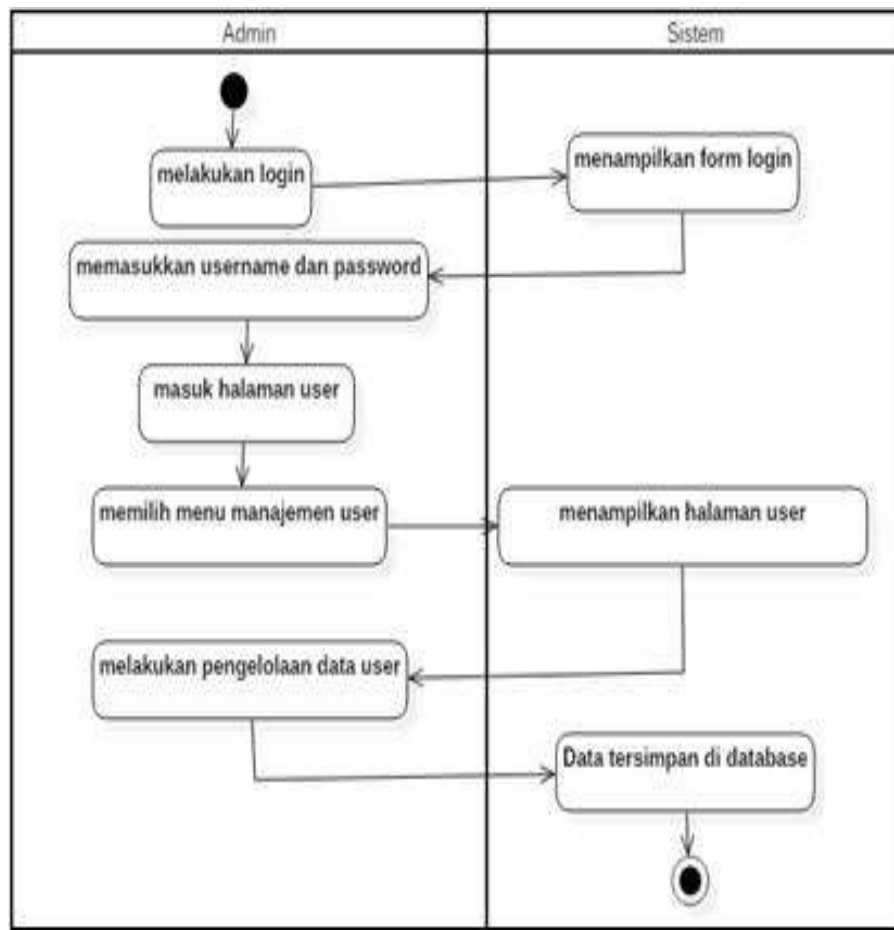 Admin
Sistem
melakukan login
menampilkan form login
memasukkan username dan password
masuk halaman user
memilih menu manajemen user
menampilkan halaman user
melakukan pengelolaan data user
Data tersimpan di database